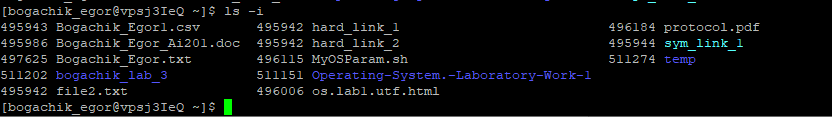 [bogachik_egor@vpsj3IeQ ~]$ ls -i
495943 Bogachik_Egor1.csv 495942 hard_link_1 496184 protocol.pdf
495986 Bogachik_Egor_Ai201.doc 495942 hard_link_2 495944 sym_link_1
497625 Bogachik_Egor.txt 496115 MyOSParam.sh 511274 temp
511202 bogachik_lab_3 511151 Operating-System.-Laboratory-Work-1
495942 file2.txt 496006 os.lab1.utf.html
[bogachik_egor@vpsj3IeQ ~]$